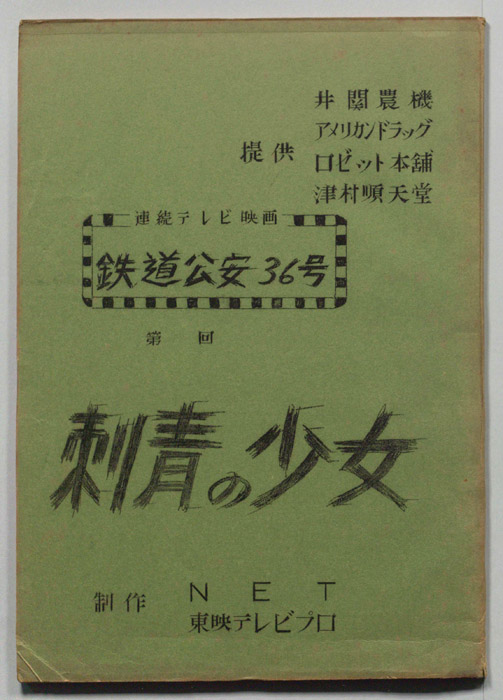 井関農機
アメリカンドラッグ
提供
ロゼット本舗
津村順天堂
連続テレビ映画
鉄道公安36号
第 回
刺青の少女
制作
NET
東映テレビプロ